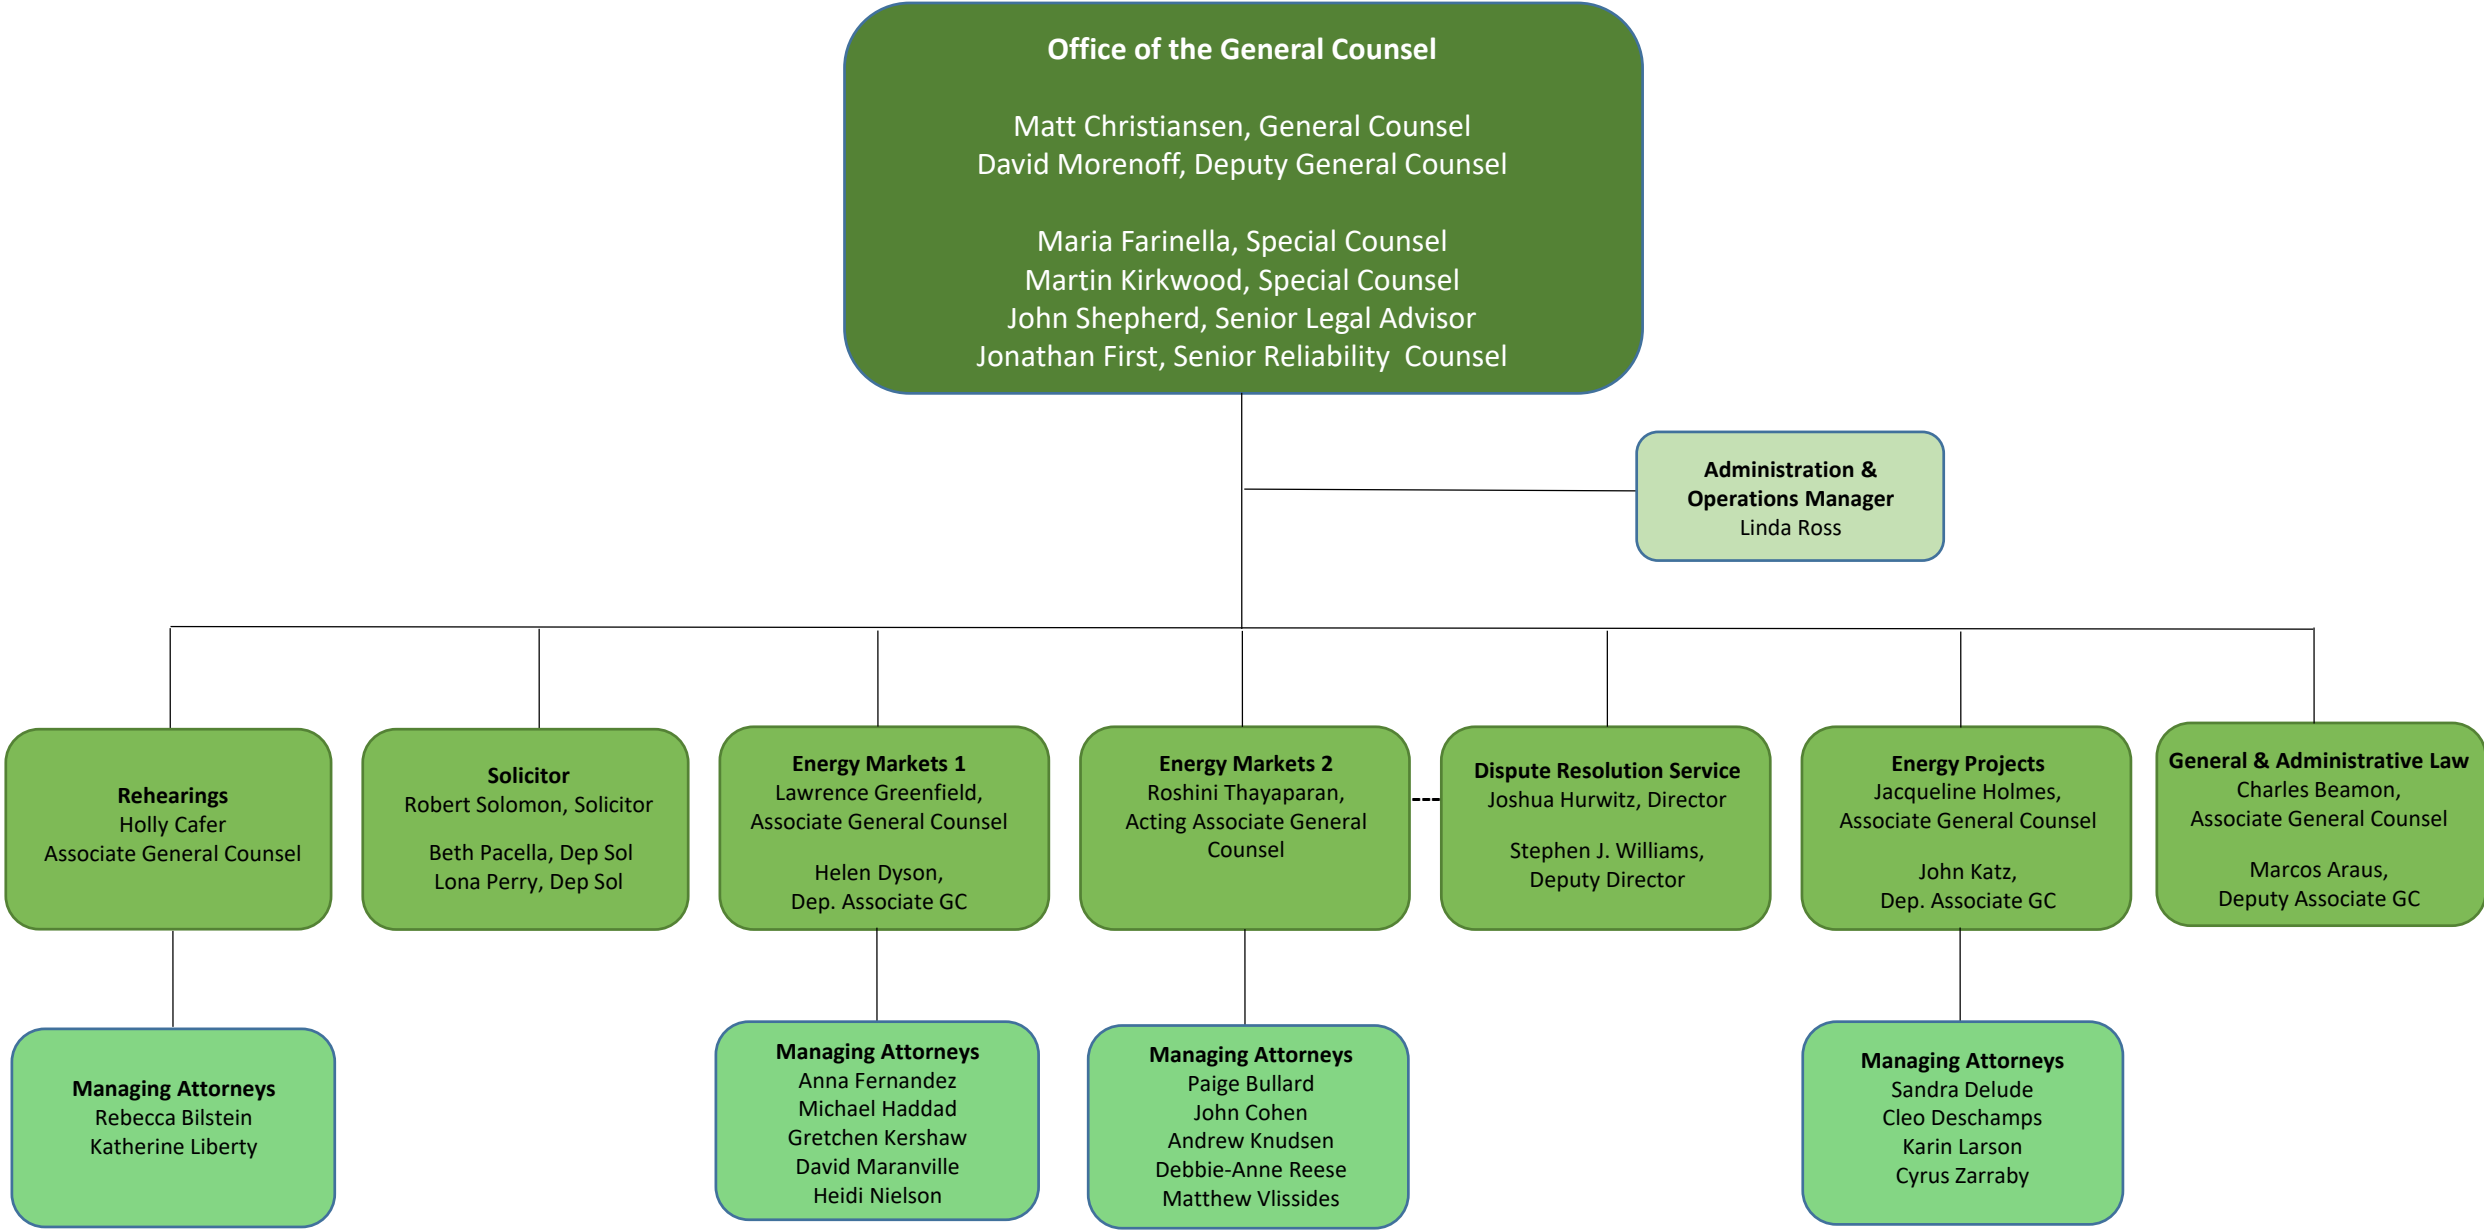 Office of the General Counsel
Matt Christiansen, General Counsel
David Morenoff, Deputy General Counsel
Maria Farinella, Special Counsel
Martin Kirkwood, Special Counsel
John Shepherd, Senior Legal Advisor
Jonathan First, Senior Reliability  Counsel
Administration &
Operations Manager
Linda Ross
Rehearings
Holly Cafer
Associate General Counsel
Solicitor
Robert Solomon, Solicitor
Beth Pacella, Dep Sol
Lona Perry, Dep Sol
Energy Markets 1
Lawrence Greenfield,
Associate General Counsel
Helen Dyson,
Dep. Associate GC
Energy Markets 2
Roshini Thayaparan,
Acting Associate General
Counsel
Dispute Resolution Service
Joshua Hurwitz, Director
Stephen J. Williams,
Deputy Director
Energy Projects
Jacqueline Holmes,
Associate General Counsel
John Katz,
Dep. Associate GC
General & Administrative Law
Charles Beamon,
Associate General Counsel
Marcos Araus,
Deputy Associate GC
Managing Attorneys
Rebecca Bilstein
Katherine Liberty
Managing Attorneys
Anna Fernandez
Michael Haddad
Gretchen Kershaw
David Maranville
Heidi Nielson
Managing Attorneys
Paige Bullard
John Cohen
Andrew Knudsen
Debbie-Anne Reese
Matthew Vlissides
Managing Attorneys
Sandra Delude
Cleo Deschamps
Karin Larson
Cyrus Zarraby